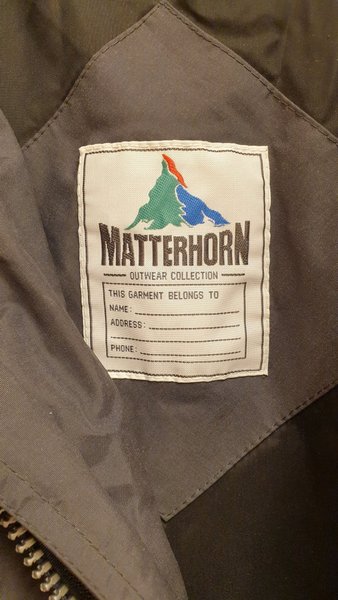 MATTERHORN
OUTWEAR COLLECTION
THIS GARMENT BELONGS TO
NAME:
ADDRESS:
PHONE: